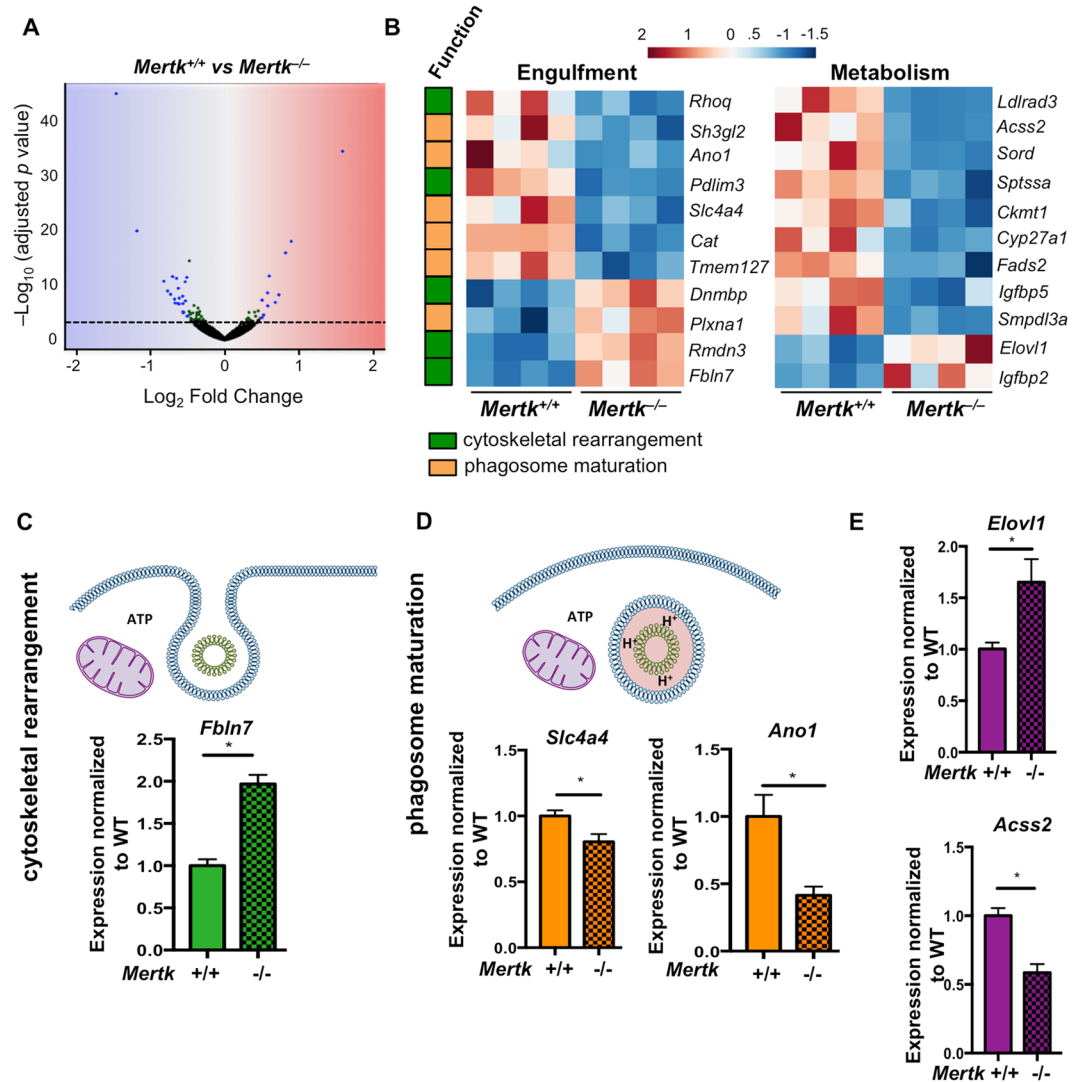 A
Mertk+/+ vs Mertk–/–
–Log10 (adjusted p value)
40
30
20
10
0
-2
-1
0
1
2
Log2 Fold Change
B
Function
2
1
0
.5
-1
-1.5
Engulfment
Rhoq
Sh3gl2
Ano1
Pdlim3
Slc4a4
Cat
Tmem127
Dnmbp
Plxna1
Rmdn3
Fbln7
Mertk+/+
Mertk–/–
Metabolism
Ldlrad3
Acss2
Sord
Sptssa
Ckmt1
Cyp27a1
Fads2
Igfbp5
Smpdl3a
Elovl1
Igfbp2
Mertk+/+
Mertk–/–
cytoskeletal rearrangement
phagosome maturation
C
cytoskeletal rearrangement
ATP
Fbln7
*
Expression normalized
to WT
2.5
2.0
1.5
1.0
0.5
0.0
Mertk +/+ -/-
D
phagosome maturation
ATP
H+
H+
H+
Slc4a4
*
Expression normalized
to WT
1.5
1.0
0.5
0.0
Mertk +/+ -/-
Ano1
*
Expression normalized
to WT
1.5
1.0
0.5
0.0
Mertk +/+ -/-
E
Elovl1
*
Expression normalized
to WT
2.0
1.5
1.0
0.5
0.0
Mertk +/+ -/-
Acss2
*
Expression normalized
to WT
1.5
1.0
0.5
0.0
Mertk +/+ -/-